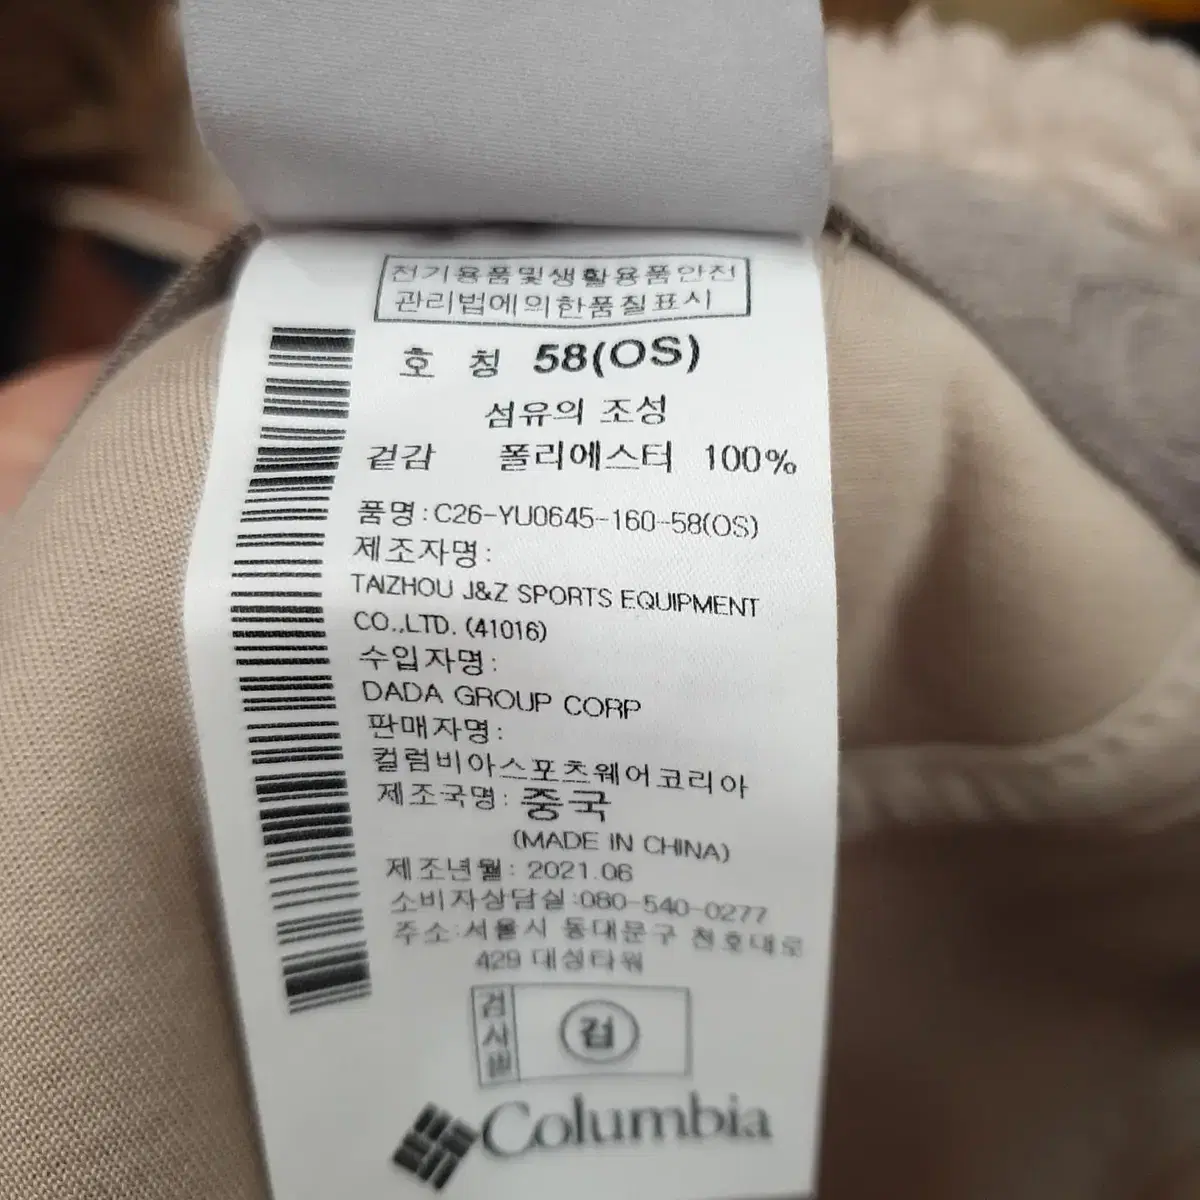 전기용품및생활용품안전
관리법에의한품질표시
호 칭 58(OS)
섬유의 조성
겉감 폴리에스터 100%
품명:C26-YU0645-160-58(OS)
제조자명:
TAIZHOU J&Z SPORTS EQUIPMENT
CO.,LTD. (41016)
수입자명:
DADA GROUP CORP
판매자명:
컬럼비아스포츠웨어코리아
제조국명: 중국
(MADE IN CHINA)
제조년월: 2021.06
소비자상담실:080-540-0277
주소:서울시 동대문구 천호대로
429 대성타워
검사필
검
Columbia